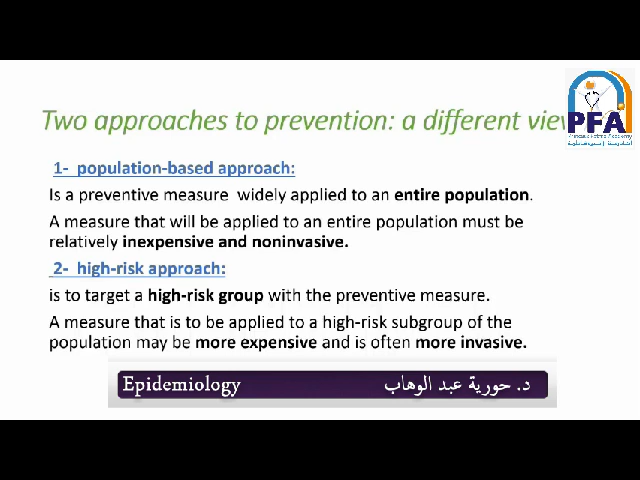 Two approaches to prevention: a different view
PFA
1- population-based approach:
Is a preventive measure widely applied to an entire population.
A measure that will be applied to an entire population must be
relatively inexpensive and noninvasive.
2- high-risk approach:
is to target a high-risk group with the preventive measure.
A measure that is to be applied to a high-risk subgroup of the
population may be more expensive and is often more invasive.
Epidemiology
د. حورية عبد الوهاب